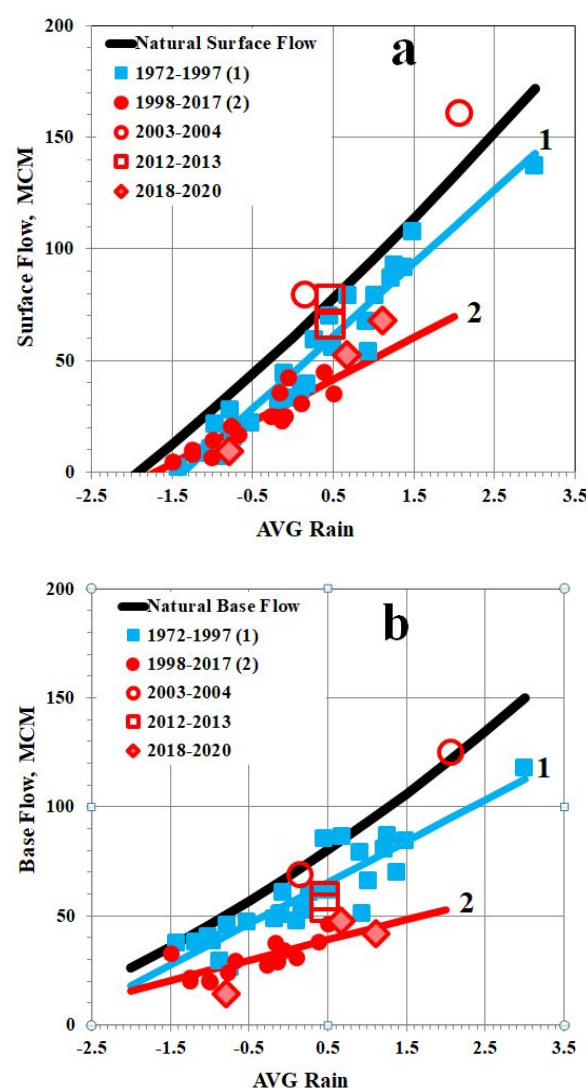 200
150
100
50
0
Surface Flow, MCM
Natural Surface Flow
1972-1997 (1)
1998-2017 (2)
2003-2004
2012-2013
2018-2020
a
1
2
-2.5 -1.5 -0.5 0.5 1.5 2.5 3.5
AVG Rain
200
150
100
50
0
Base Flow, MCM
Natural Base Flow
1972-1997 (1)
1998-2017 (2)
2003-2004
2012-2013
2018-2020
b
1
2
-2.5 -1.5 -0.5 0.5 1.5 2.5 3.5
AVG Rain